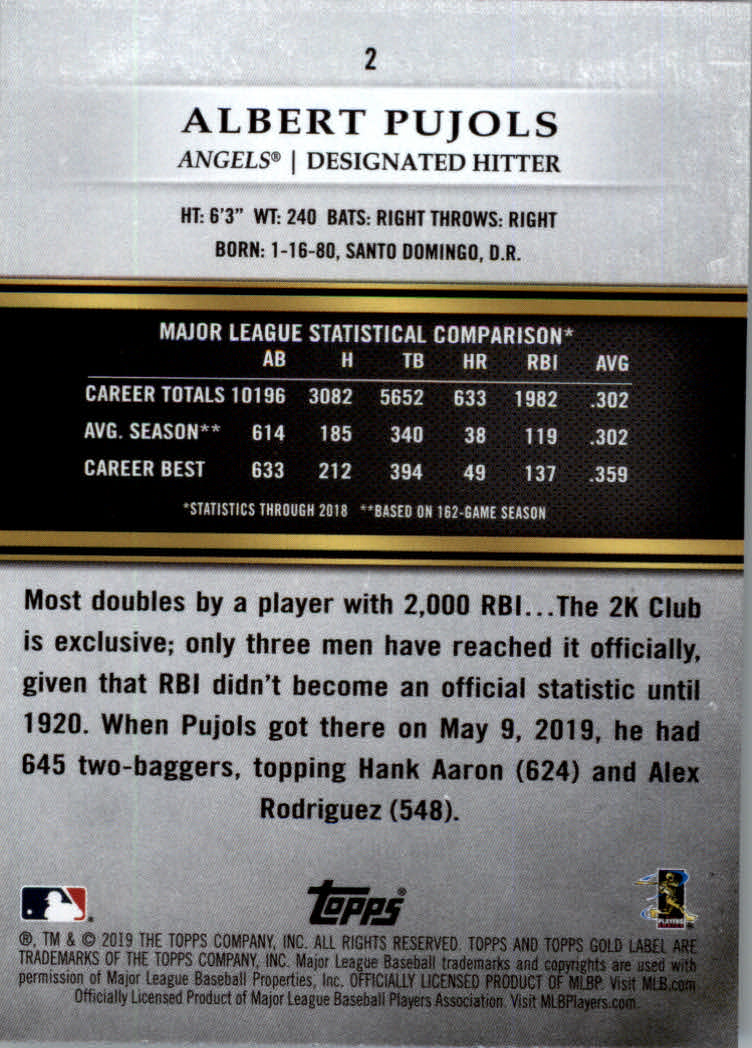 2
ALBERT PUJOLS
ANGELS® | DESIGNATED HITTER
HT: 6'3" WT: 240 BATS: RIGHT THROWS: RIGHT
BORN: 1-16-80, SANTO DOMINGO, D.R.
MAJOR LEAGUE STATISTICAL COMPARISON*
AB H TB HR RBI AVG
CAREER TOTALS 10196 3082 5652 633 1982 .302
AVG. SEASON** 614 185 340 38 119 .302
CAREER BEST 633 212 394 49 137 .359
*STATISTICS THROUGH 2018 **BASED ON 162-GAME SEASON
Most doubles by a player with 2,000 RBI...The 2K Club
is exclusive; only three men have reached it officially,
given that RBI didn't become an official statistic until
1920. When Pujols got there on May 9, 2019, he had
645 two-baggers, topping Hank Aaron (624) and Alex
Rodriguez (548).
Topps®
PLAYERS
®, TM & © 2019 THE TOPPS COMPANY, INC. ALL RIGHTS RESERVED. TOPPS AND TOPPS GOLD LABEL ARE
TRADEMARKS OF THE TOPPS COMPANY, INC. Major League Baseball trademarks and copyrights are used with
permission of Major League Baseball Properties, Inc. OFFICIALLY LICENSED PRODUCT OF MLBP. Visit MLB.com
Officially Licensed Product of Major League Baseball Players Association. Visit MLBPlayers.com.